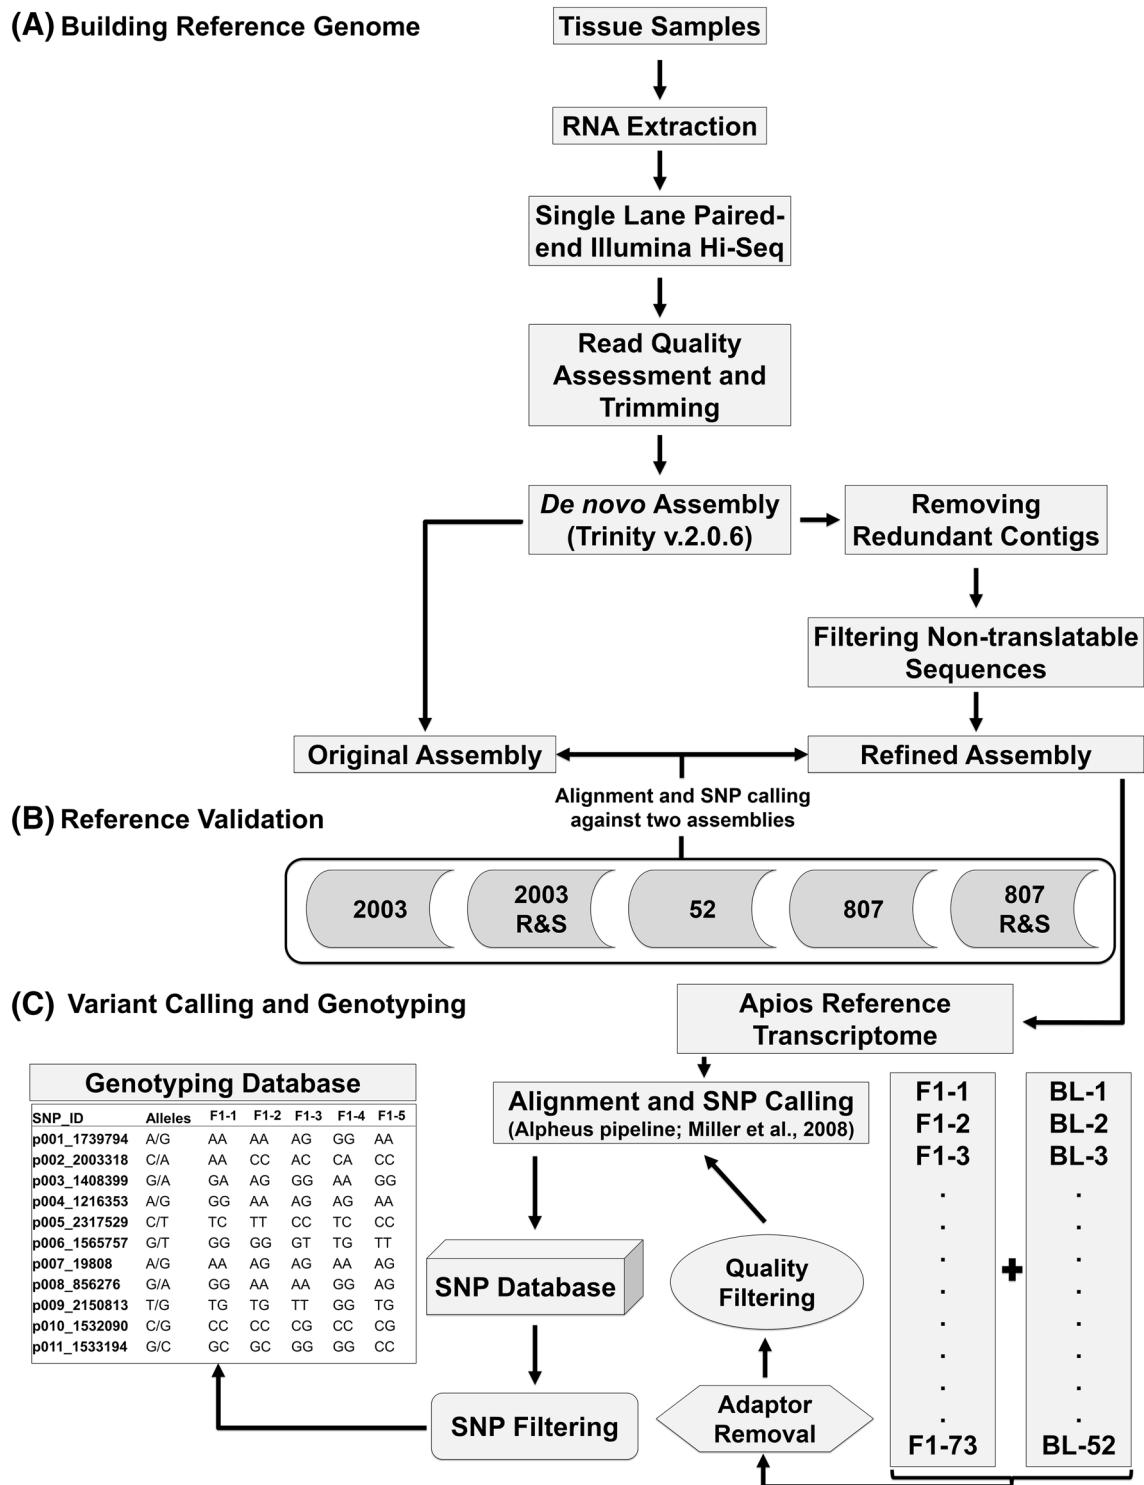 (A) Building Reference Genome
Tissue Samples
RNA Extraction
Single Lane Paired-
end Illumina Hi-Seq
Read Quality
Assessment and
Trimming
De novo Assembly
(Trinity v.2.0.6)
Removing
Redundant Contigs
Filtering Non-translatable
Sequences
Original Assembly
Refined Assembly
Alignment and SNP calling
against two assemblies
(B) Reference Validation
2003
2003
R&S
52
807
807
R&S
(C) Variant Calling and Genotyping
Apios Reference
Transcriptome
Alignment and SNP Calling
(Alpheus pipeline; Miller et al., 2008)
Genotyping Database
SNP_ID Alleles F1-1 F1-2 F1-3 F1-4 F1-5
p001_1739794 A/G AA AA AG GG AA
p002_2003318 C/A AA CC AC CA CC
p003_1408399 G/A GA AG GG AA GG
p004_1216353 A/G GG AA AG AG AA
p005_2317529 C/T TC TT CC TC CC
p006_1565757 G/T GG GG GT TG TT
p007_19808 A/G AA AG AG AA AG
p008_856276 G/A GG AA AA GG AG
p009_2150813 T/G TG TG TT GG TG
p010_1532090 C/G CC CC CG CC CG
p011_1533194 G/C GC GC GG GG CC
SNP Database
SNP Filtering
Quality
Filtering
Adaptor
Removal
F1-1
F1-2
F1-3
.
.
.
.
.
.
.
.
F1-73
+
BL-1
BL-2
BL-3
.
.
.
.
.
.
.
.
BL-52